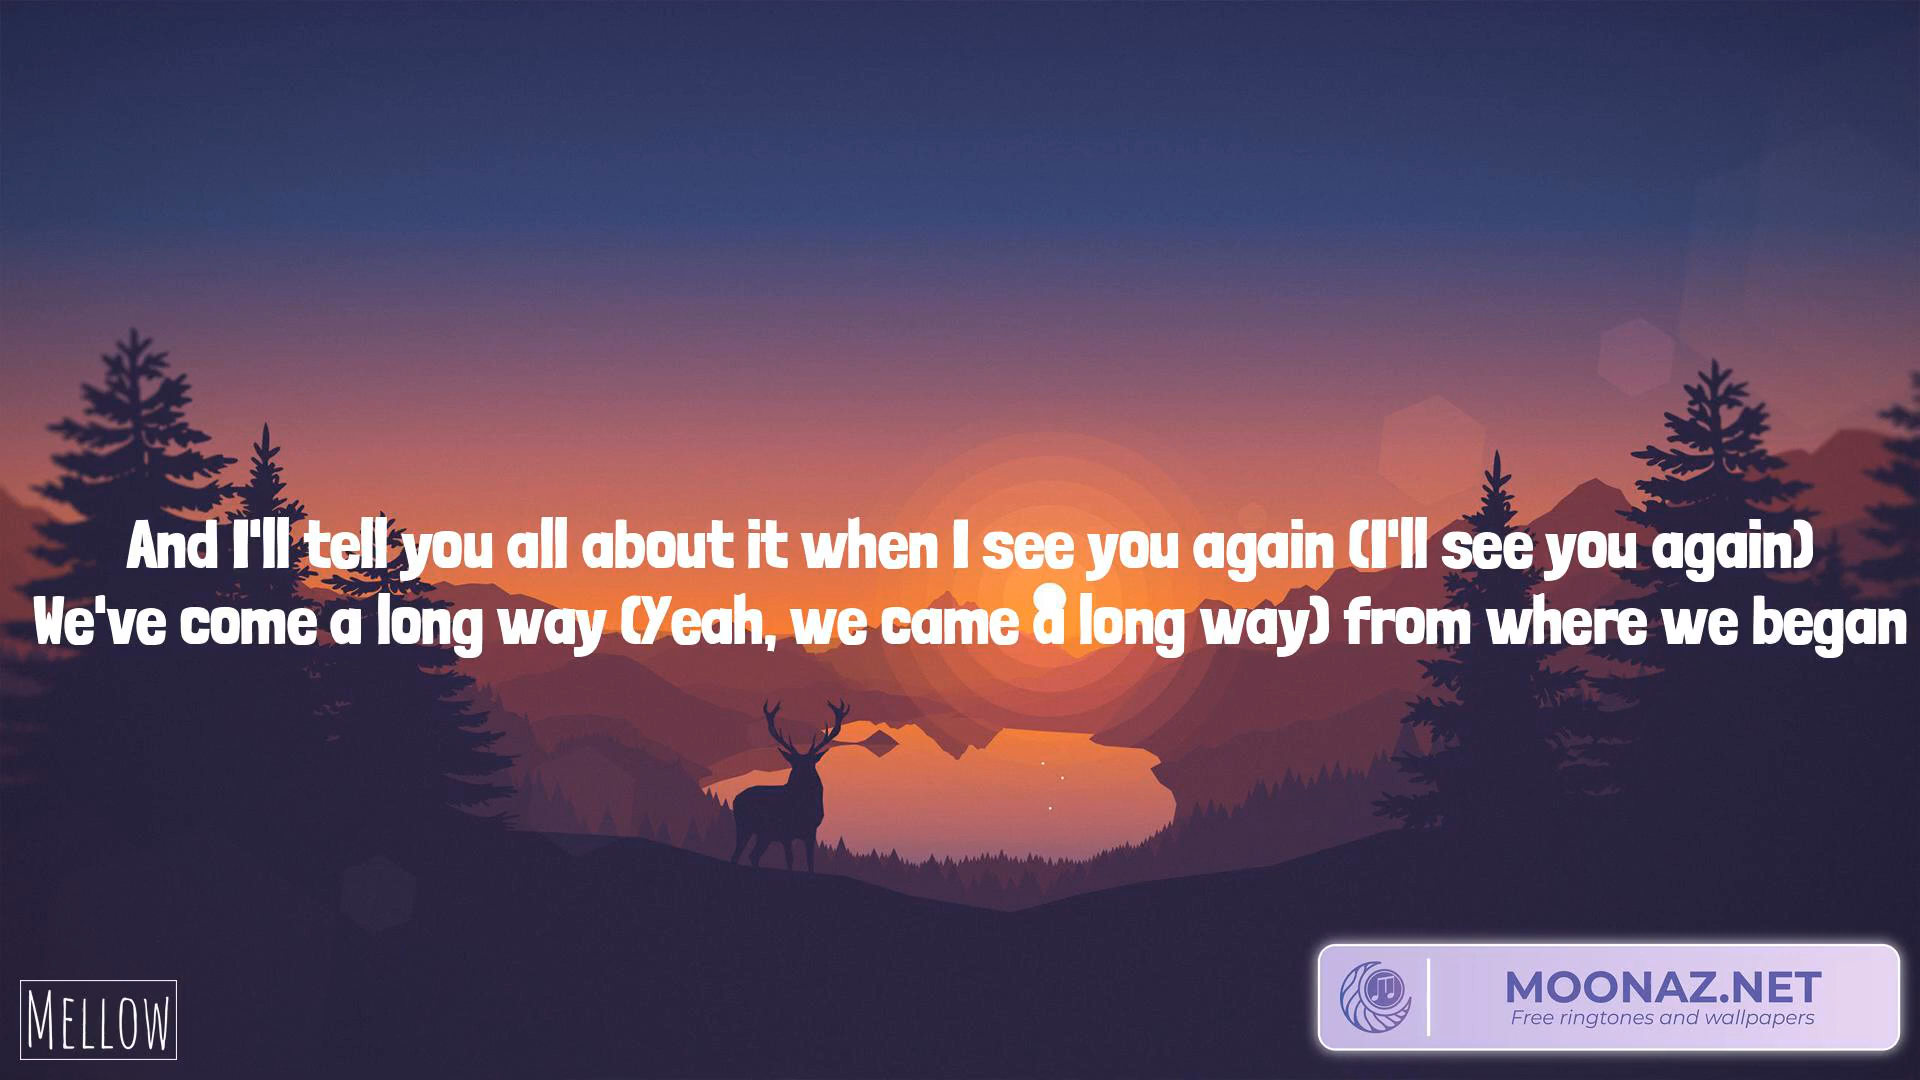 And I'll tell you all about it when I see you again (I'll see you again)
We've come a long way (Yeah, we came a long way) from where we began
MELLOW
MOONAZ.NET
Free ringtones and wallpapers